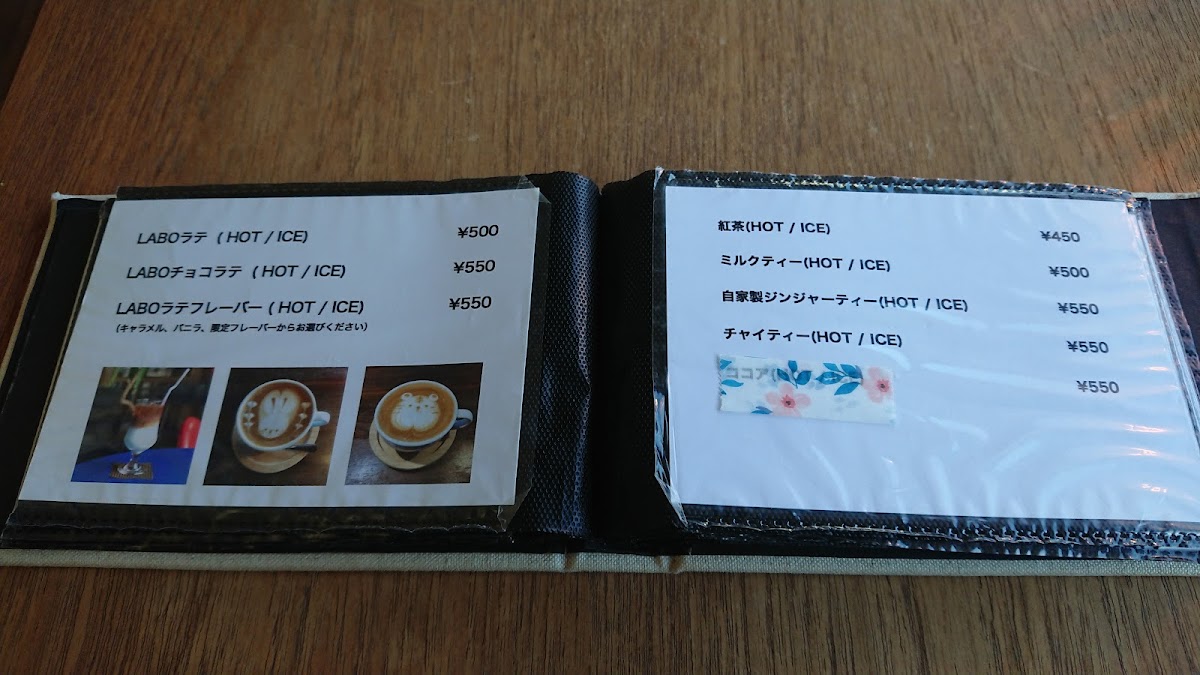 LABOラテ ( HOT / ICE) ¥500
LABOチョコラテ ( HOT / ICE) ¥550
LABOラテフレーバー ( HOT / ICE) ¥550
(キャラメル、バニラ、限定フレーバーからお選びください)
紅茶(HOT / ICE) ¥450
ミルクティー(HOT / ICE) ¥500
自家製ジンジャーティー(HOT / ICE) ¥550
チャイティー(HOT / ICE) ¥550
ココア ¥550